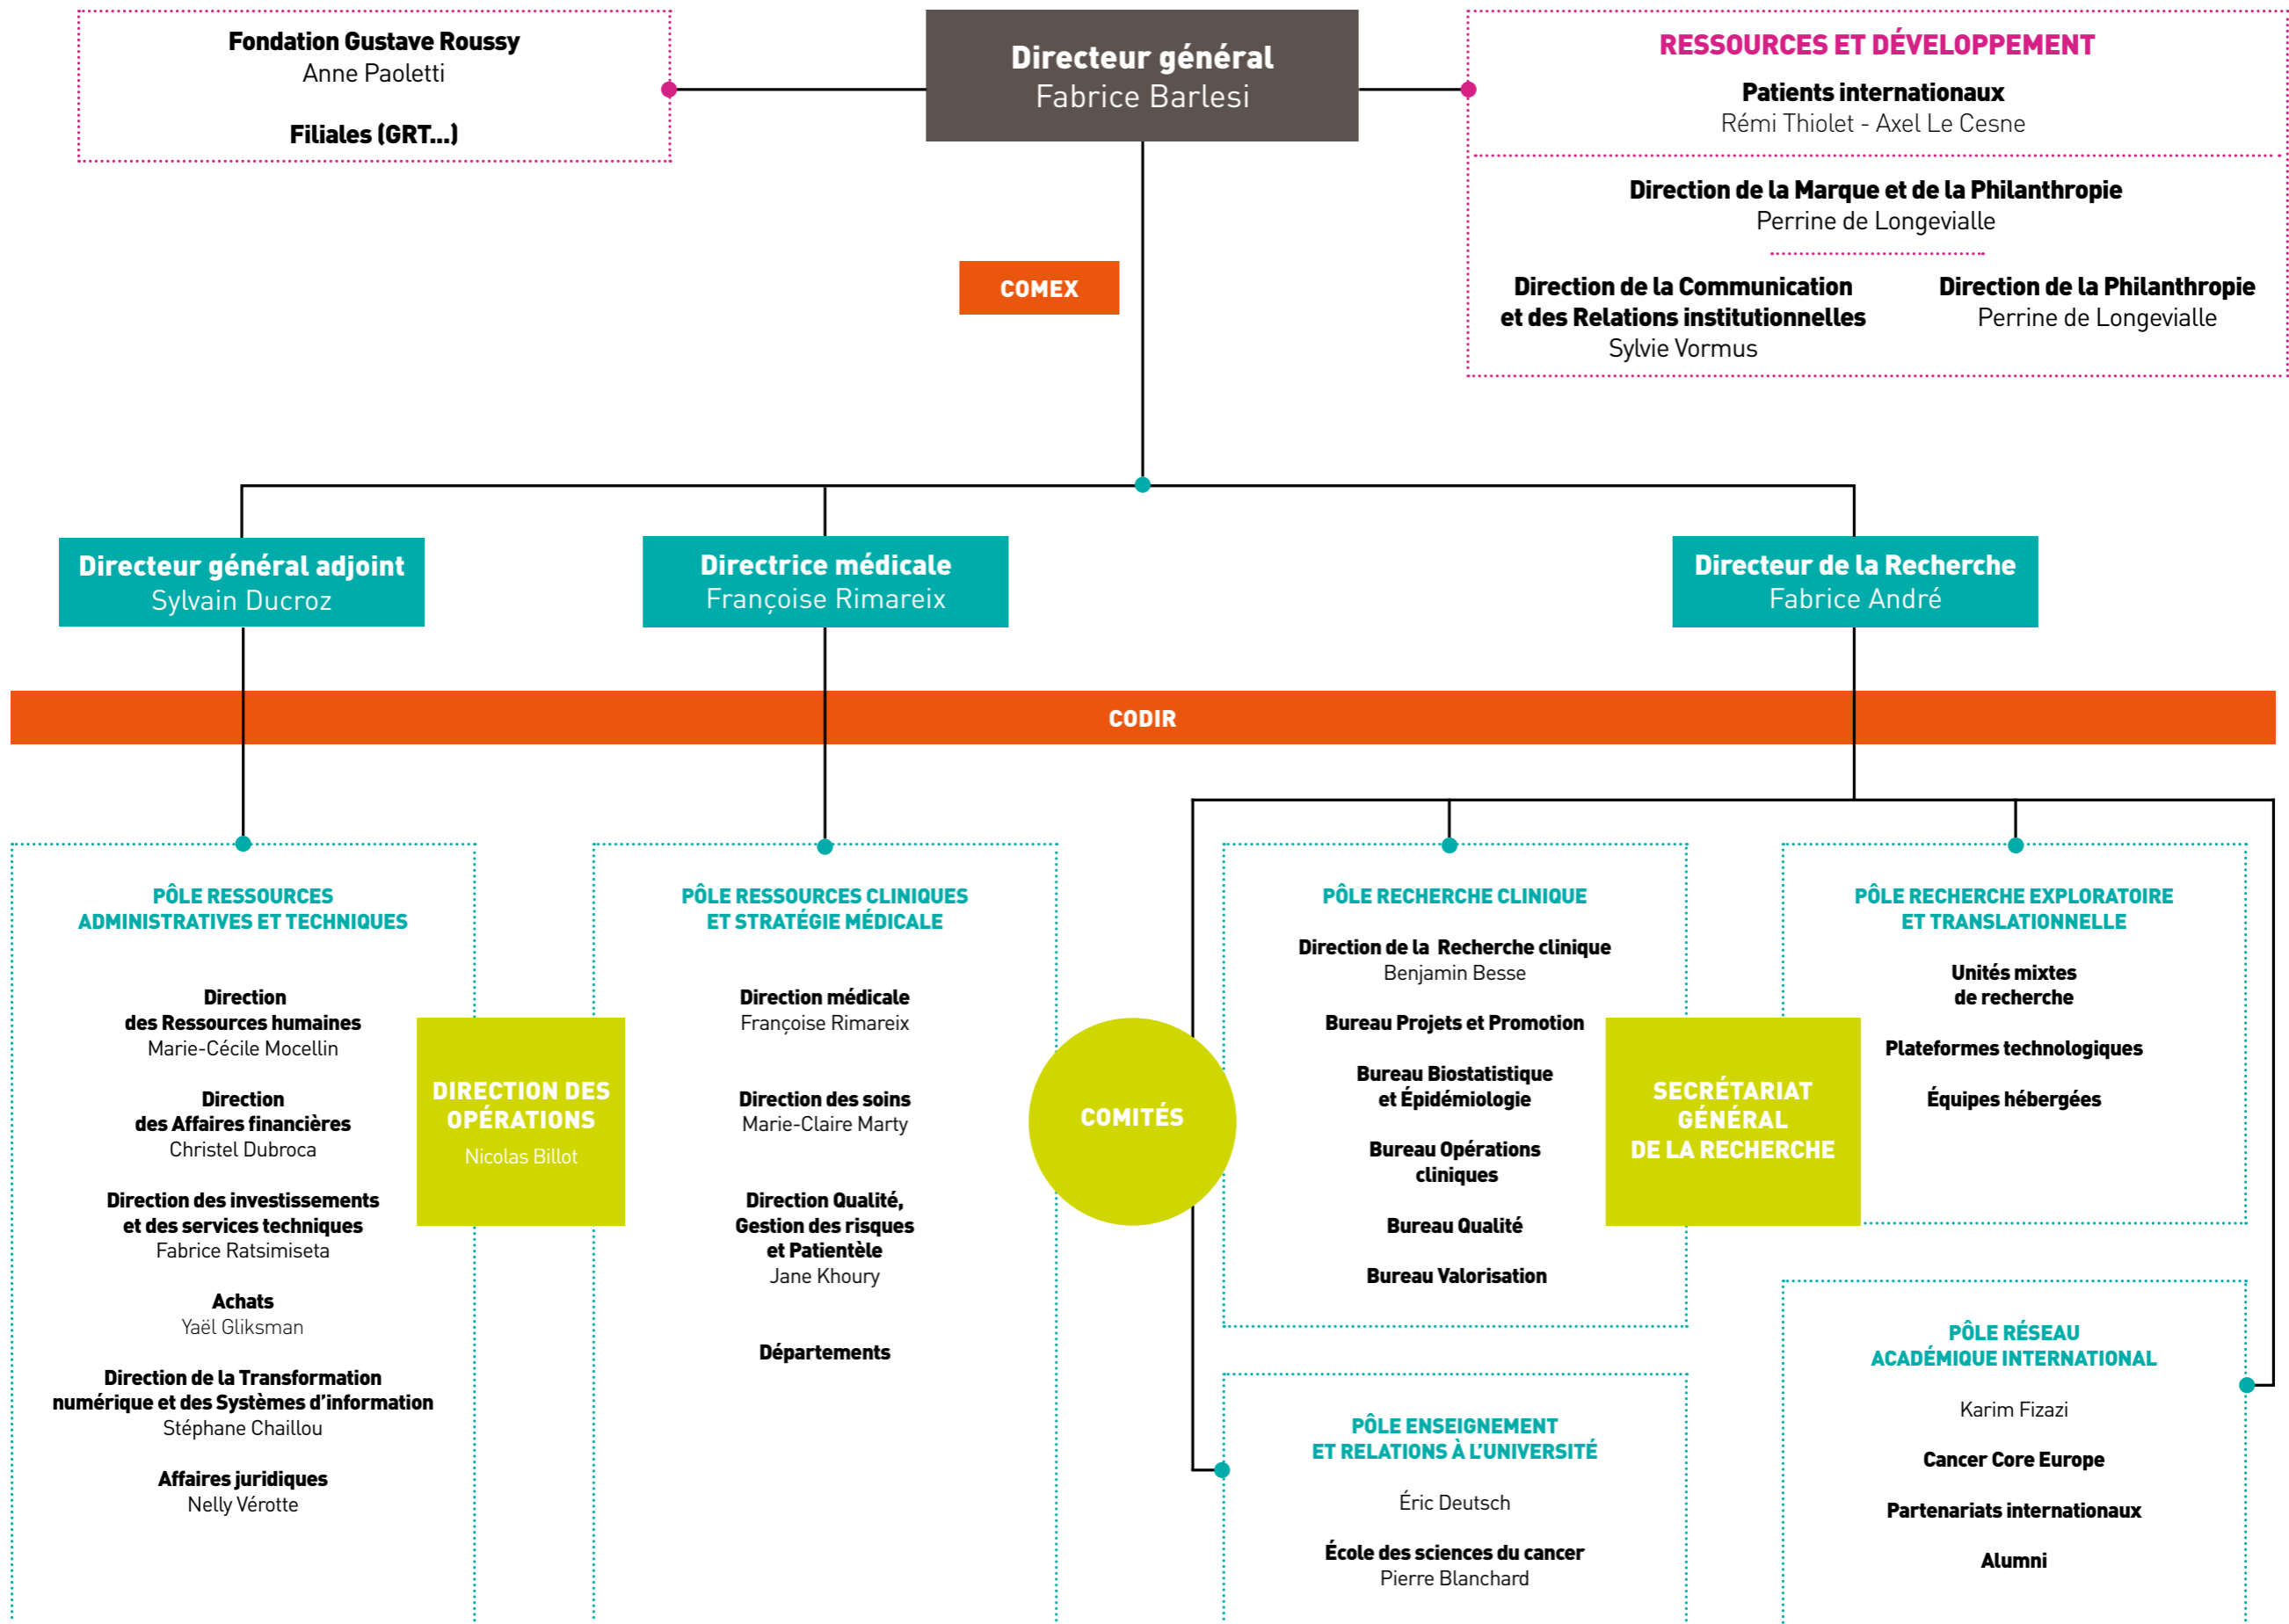 Fondation Gustave Roussy
Anne Paoletti
Filiales (GRT...)
Directeur général
Fabrice Barlesi
RESSOURCES ET DÉVELOPPEMENT
Patients internationaux
Rémi Thiolet - Axel Le Cesne
Direction de la Marque et de la Philanthropie
Perrine de Longevialle
Direction de la Communication
et des Relations institutionnelles
Sylvie Vormus
Direction de la Philanthropie
Perrine de Longevialle
COMEX
Directeur général adjoint
Sylvain Ducroz
Directrice médicale
Françoise Rimareix
Directeur de la Recherche
Fabrice André
CODIR
PÔLE RESSOURCES
ADMINISTRATIVES ET TECHNIQUES
Direction
des Ressources humaines
Marie-Cécile Mocellin
Direction
des Affaires financières
Christel Dubroca
Direction des investissements
et des services techniques
Fabrice Ratsimiseta
Achats
Yaël Gliksman
Direction de la Transformation
numérique et des Systèmes d'information
Stéphane Chaillou
Affaires juridiques
Nelly Vérotte
DIRECTION DES
OPÉRATIONS
Nicolas Billot
PÔLE RESSOURCES CLINIQUES
ET STRATÉGIE MÉDICALE
Direction médicale
Françoise Rimareix
Direction des soins
Marie-Claire Marty
Direction Qualité,
Gestion des risques
et Patientèle
Jane Khoury
Départements
COMITÉS
PÔLE RECHERCHE CLINIQUE
Direction de la Recherche clinique
Benjamin Besse
Bureau Projets et Promotion
Bureau Biostatistique
et Épidémiologie
Bureau Opérations
cliniques
Bureau Qualité
Bureau Valorisation
SECRÉTARIAT
GÉNÉRAL
DE LA RECHERCHE
PÔLE RECHERCHE EXPLORATOIRE
ET TRANSLATIONNELLE
Unités mixtes
de recherche
Plateformes technologiques
Équipes hébergées
PÔLE ENSEIGNEMENT
ET RELATIONS À L'UNIVERSITÉ
Éric Deutsch
École des sciences du cancer
Pierre Blanchard
PÔLE RÉSEAU
ACADÉMIQUE INTERNATIONAL
Karim Fizazi
Cancer Core Europe
Partenariats internationaux
Alumni